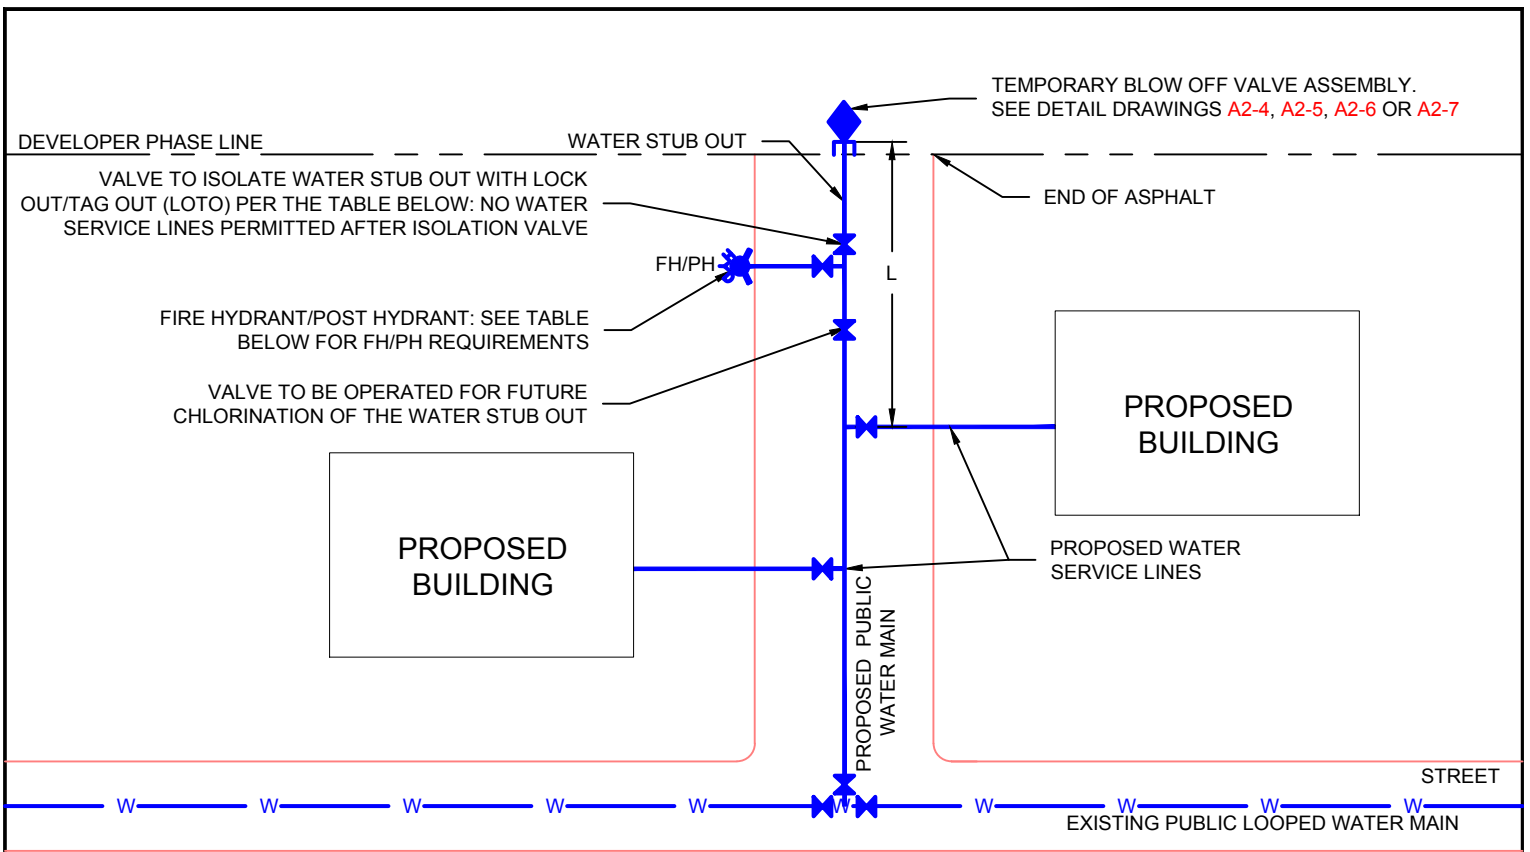 TEMPORARY BLOW OFF VALVE ASSEMBLY.
SEE DETAIL DRAWINGS A2-4, A2-5, A2-6 OR A2-7
DEVELOPER PHASE LINE
WATER STUB OUT
VALVE TO ISOLATE WATER STUB OUT WITH LOCK
OUT/TAG OUT (LOTO) PER THE TABLE BELOW: NO WATER
SERVICE LINES PERMITTED AFTER ISOLATION VALVE
END OF ASPHALT
FH/PH
L
FIRE HYDRANT/POST HYDRANT: SEE TABLE
BELOW FOR FH/PH REQUIREMENTS
VALVE TO BE OPERATED FOR FUTURE
CHLORINATION OF THE WATER STUB OUT
PROPOSED
BUILDING
PROPOSED
BUILDING
PROPOSED WATER
SERVICE LINES
PROPOSED PUBLIC
WATER MAIN
STREET
W W W W W W W W W W
EXISTING PUBLIC LOOPED WATER MAIN